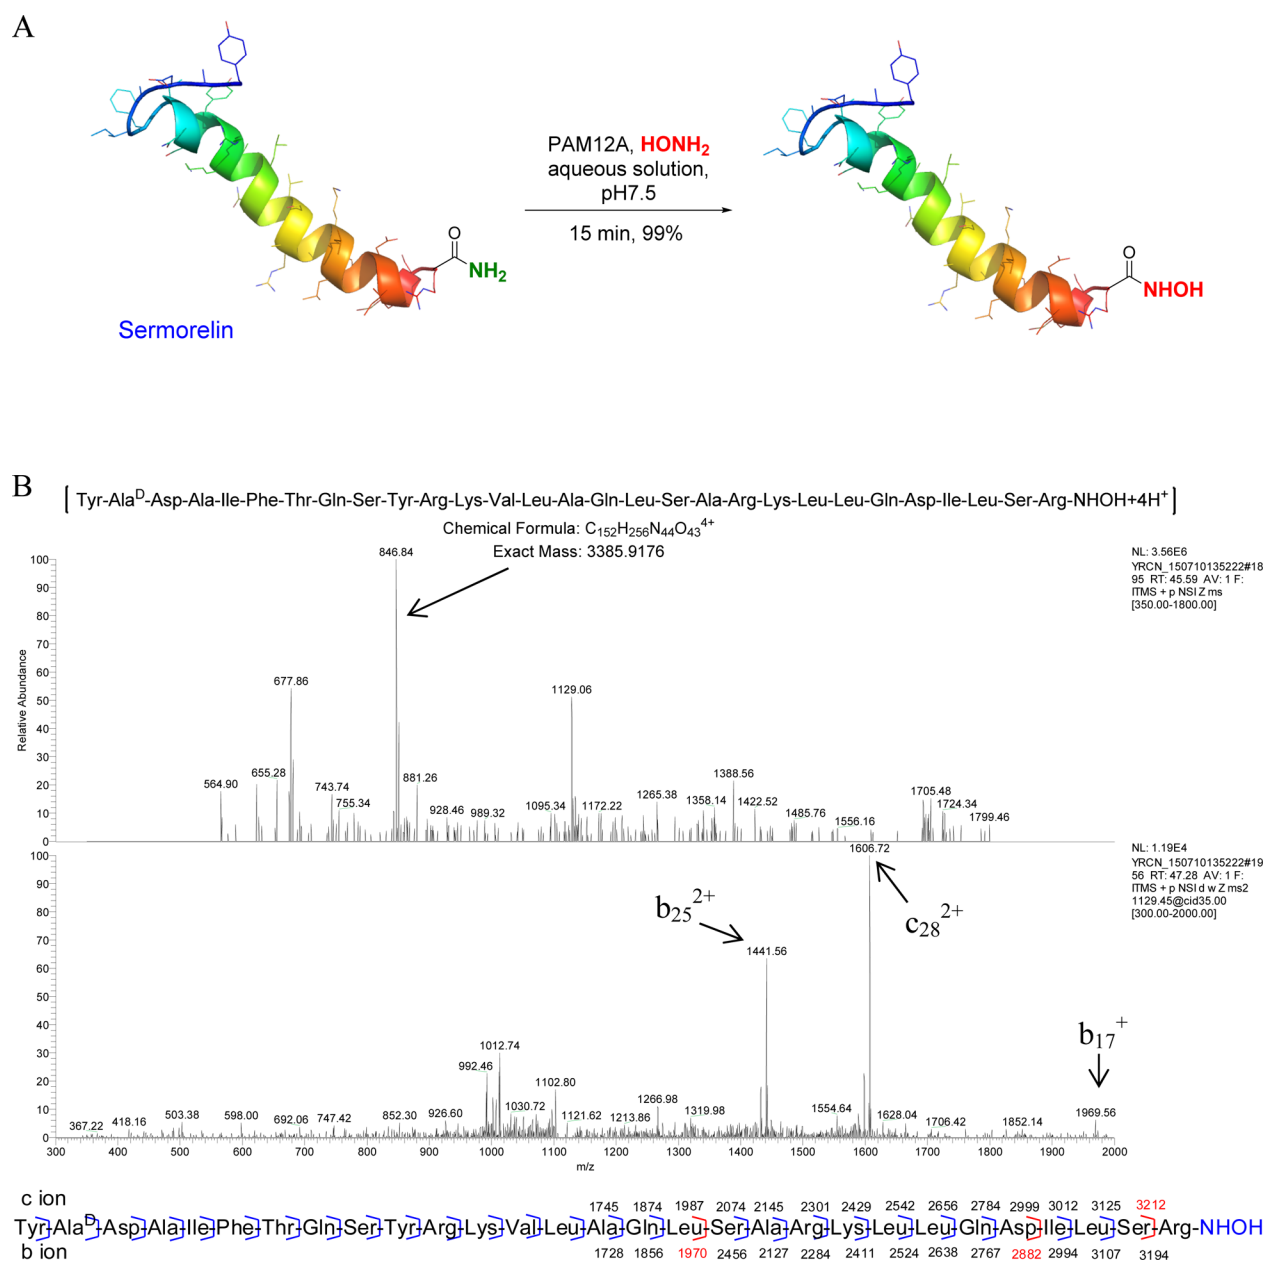 A
PAM12A, HONH2
aqueous solution,
pH7.5
15 min, 99%
O
NH2
O
NHOH
Sermorelin
B
[ Tyr-AlaD-Asp-Ala-Ile-Phe-Thr-Gln-Ser-Tyr-Arg-Lys-Val-Leu-Ala-Gln-Leu-Ser-Ala-Arg-Lys-Leu-Leu-Gln-Asp-Ile-Leu-Ser-Arg-NHOH+4H+ ]
Chemical Formula: C152H256N44O43 4+
Exact Mass: 3385.9176
NL: 3.56E6
YRCN_150710135222#18
95 RT: 45.59 AV: 1 F:
ITMS + p NSI Z ms
[350.00-1800.00]
Relative Abundance
100
90
80
70
60
50
40
30
20
10
0
564.90
655.28
677.86
743.74
755.34
846.84
881.26
928.46
989.32
1095.34
1129.06
1172.22
1265.38
1358.14
1388.56
1422.52
1485.76
1556.16
1705.48
1724.34
1799.46
NL: 1.19E4
YRCN_150710135222#19
56 RT: 47.28 AV: 1 F:
ITMS + p NSI d w Z ms2
1129.45@cid35.00
[300.00-2000.00]
100
90
80
70
60
50
40
30
20
10
0
b25 2+
c28 2+
b17+
367.22
418.16
503.38
598.00
692.06
747.42
852.30
926.60
992.46
1012.74
1030.72
1102.80
1121.62
1213.86
1266.98
1319.98
1441.56
1554.64
1606.72
1628.04
1706.42
1852.14
1969.56
300 400 500 600 700 800 900 1000 1100 1200 1300 1400 1500 1600 1700 1800 1900 2000
m/z
c ion
1745 1874 1987 2074 2145 2301 2429 2542 2656 2784 2999 3012 3125 3212
Tyr-AlaD-Asp-Ala-Ile-Phe-Thr-Gln-Ser-Tyr-Arg-Lys-Val-Leu-Ala-Gln-Leu-Ser-Ala-Arg-Lys-Leu-Leu-Gln-Asp-Ile-Leu-Ser-Arg-NHOH
b ion
1728 1856 1970 2456 2127 2284 2411 2524 2638 2767 2882 2994 3107 3194